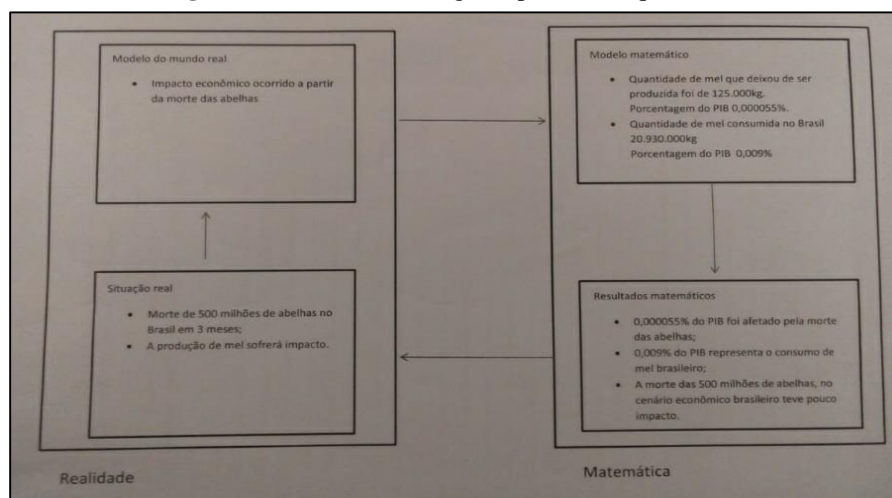 Modelo do mundo real
• Impacto econômico ocorrido a partir
da morte das abelhas
Situação real
• Morte de 500 milhões de abelhas no
Brasil em 3 meses;
• A produção de mel sofrerá impacto.
Realidade
Modelo matemático
• Quantidade de mel que deixou de ser
produzida foi de 125.000kg.
Porcentagem do PIB 0,000055%.
• Quantidade de mel consumida no Brasil
20.930.000kg
Porcentagem do PIB 0,009%
Resultados matemáticos
• 0,000055% do PIB foi afetado pela morte
das abelhas;
• 0,009% do PIB representa o consumo de
mel brasileiro;
• A morte das 500 milhões de abelhas, no
cenário econômico brasileiro teve pouco
impacto.
Matemática